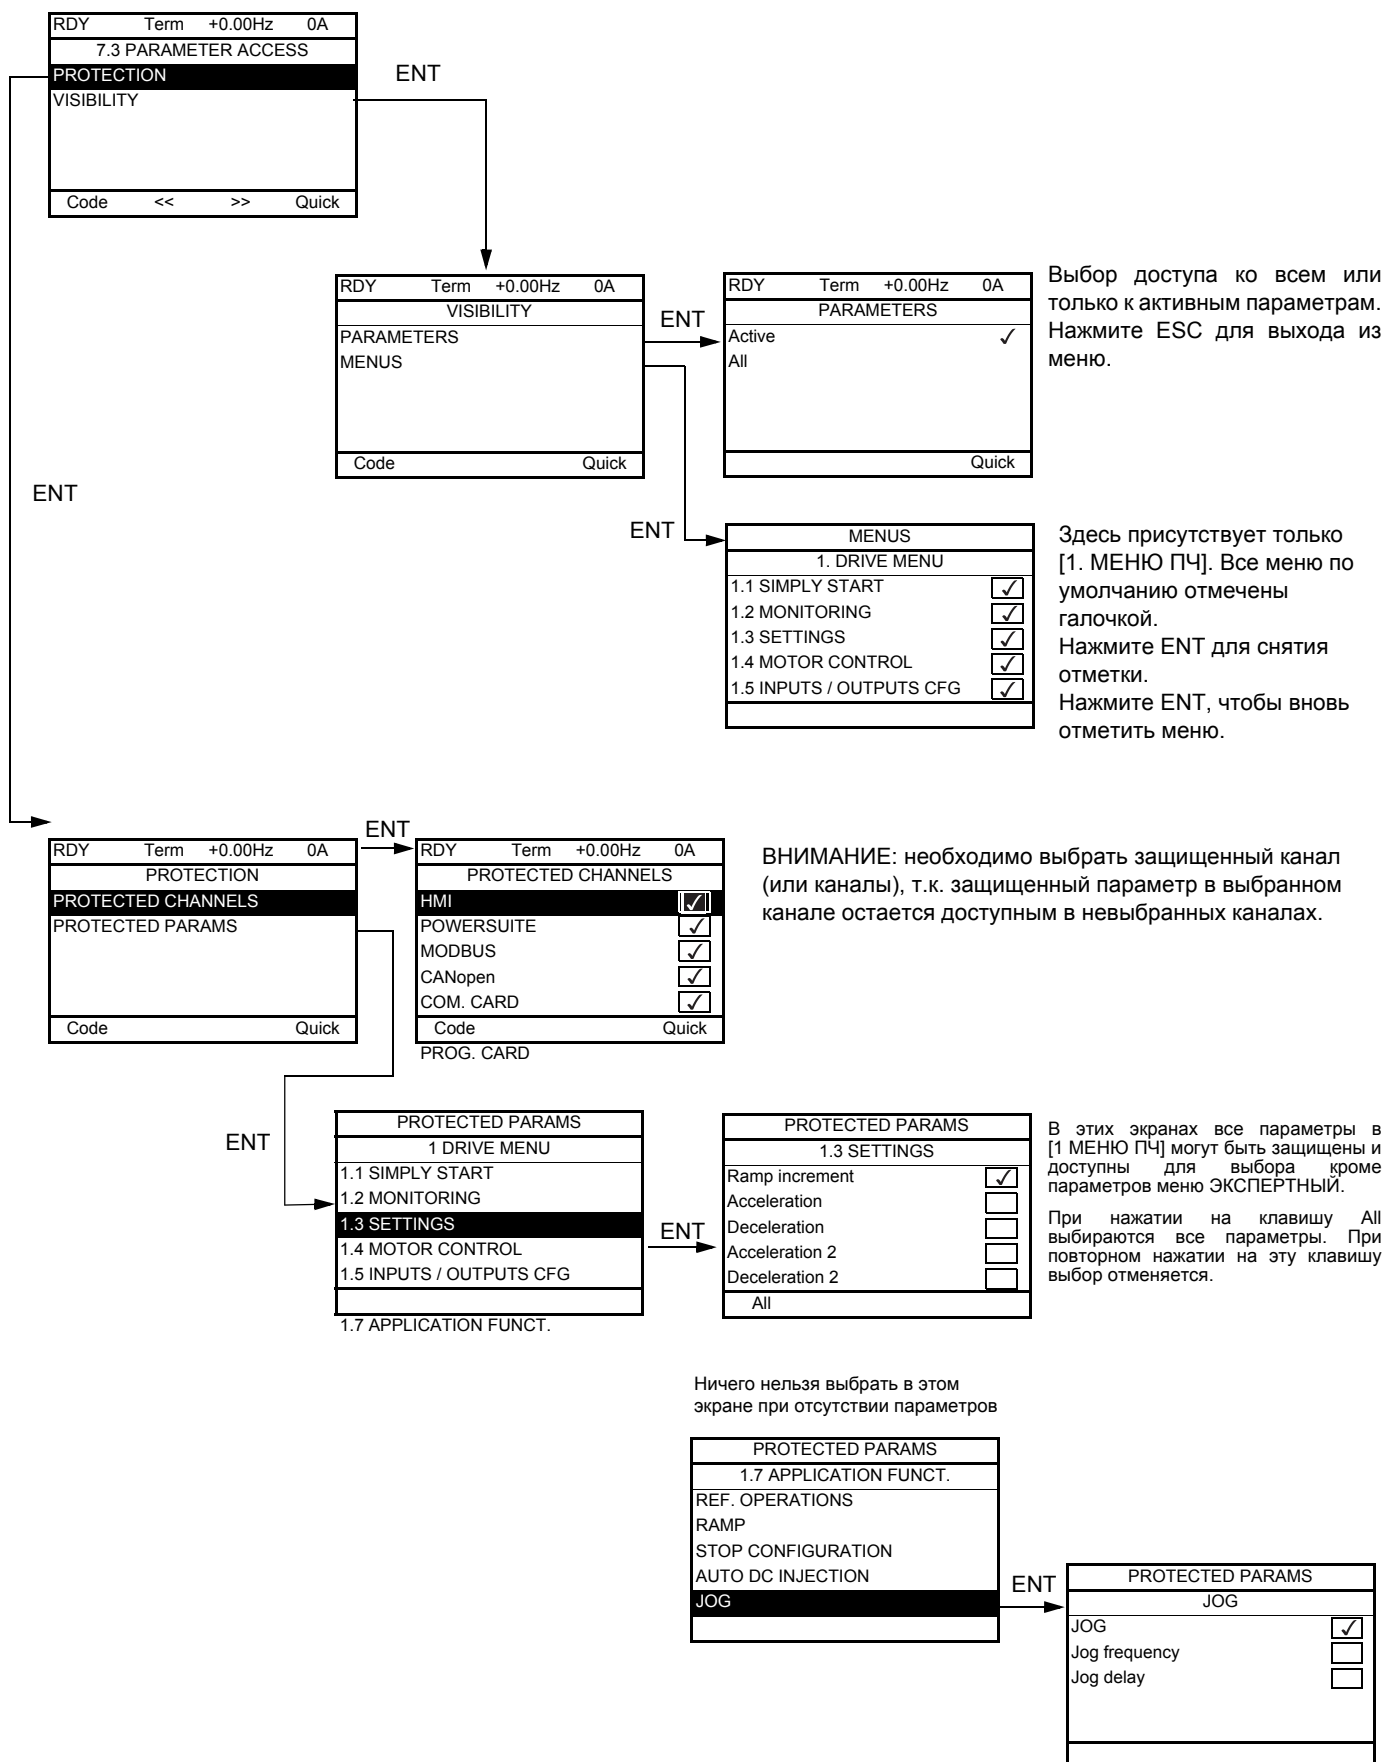 RDY Term +0.00Hz 0A
7.3 PARAMETER ACCESS
PROTECTION
VISIBILITY
Code << >> Quick
ENT
ENT
RDY Term +0.00Hz 0A
VISIBILITY
PARAMETERS
MENUS
Code Quick
ENT
RDY Term +0.00Hz 0A
PARAMETERS
Active ✓
All
Quick
Выбор доступа ко всем или
только к активным параметрам.
Нажмите ESC для выхода из
меню.
ENT
MENUS
1. DRIVE MENU
1.1 SIMPLY START ✓
1.2 MONITORING ✓
1.3 SETTINGS ✓
1.4 MOTOR CONTROL ✓
1.5 INPUTS / OUTPUTS CFG ✓
Здесь присутствует только
[1. МЕНЮ ПЧ]. Все меню по
умолчанию отмечены
галочкой.
Нажмите ENT для снятия
отметки.
Нажмите ENT, чтобы вновь
отметить меню.
RDY Term +0.00Hz 0A
PROTECTION
PROTECTED CHANNELS
PROTECTED PARAMS
Code Quick
ENT
RDY Term +0.00Hz 0A
PROTECTED CHANNELS
HMI ✓
POWERSUITE ✓
MODBUS ✓
CANopen ✓
COM. CARD ✓
Code Quick
PROG. CARD
ВНИМАНИЕ: необходимо выбрать защищенный канал
(или каналы), т.к. защищенный параметр в выбранном
канале остается доступным в невыбранных каналах.
ENT
PROTECTED PARAMS
1 DRIVE MENU
1.1 SIMPLY START
1.2 MONITORING
1.3 SETTINGS
1.4 MOTOR CONTROL
1.5 INPUTS / OUTPUTS CFG
1.7 APPLICATION FUNCT.
ENT
PROTECTED PARAMS
1.3 SETTINGS
Ramp increment ✓
Acceleration
Deceleration
Acceleration 2
Deceleration 2
All
В этих экранах все параметры в
[1 МЕНЮ ПЧ] могут быть защищены и
доступны для выбора кроме
параметров меню ЭКСПЕРТНЫЙ.
При нажатии на клавишу All
выбираются все параметры. При
повторном нажатии на эту клавишу
выбор отменяется.
Ничего нельзя выбрать в этом
экране при отсутствии параметров
PROTECTED PARAMS
1.7 APPLICATION FUNCT.
REF. OPERATIONS
RAMP
STOP CONFIGURATION
AUTO DC INJECTION
JOG
ENT
PROTECTED PARAMS
JOG
JOG ✓
Jog frequency
Jog delay